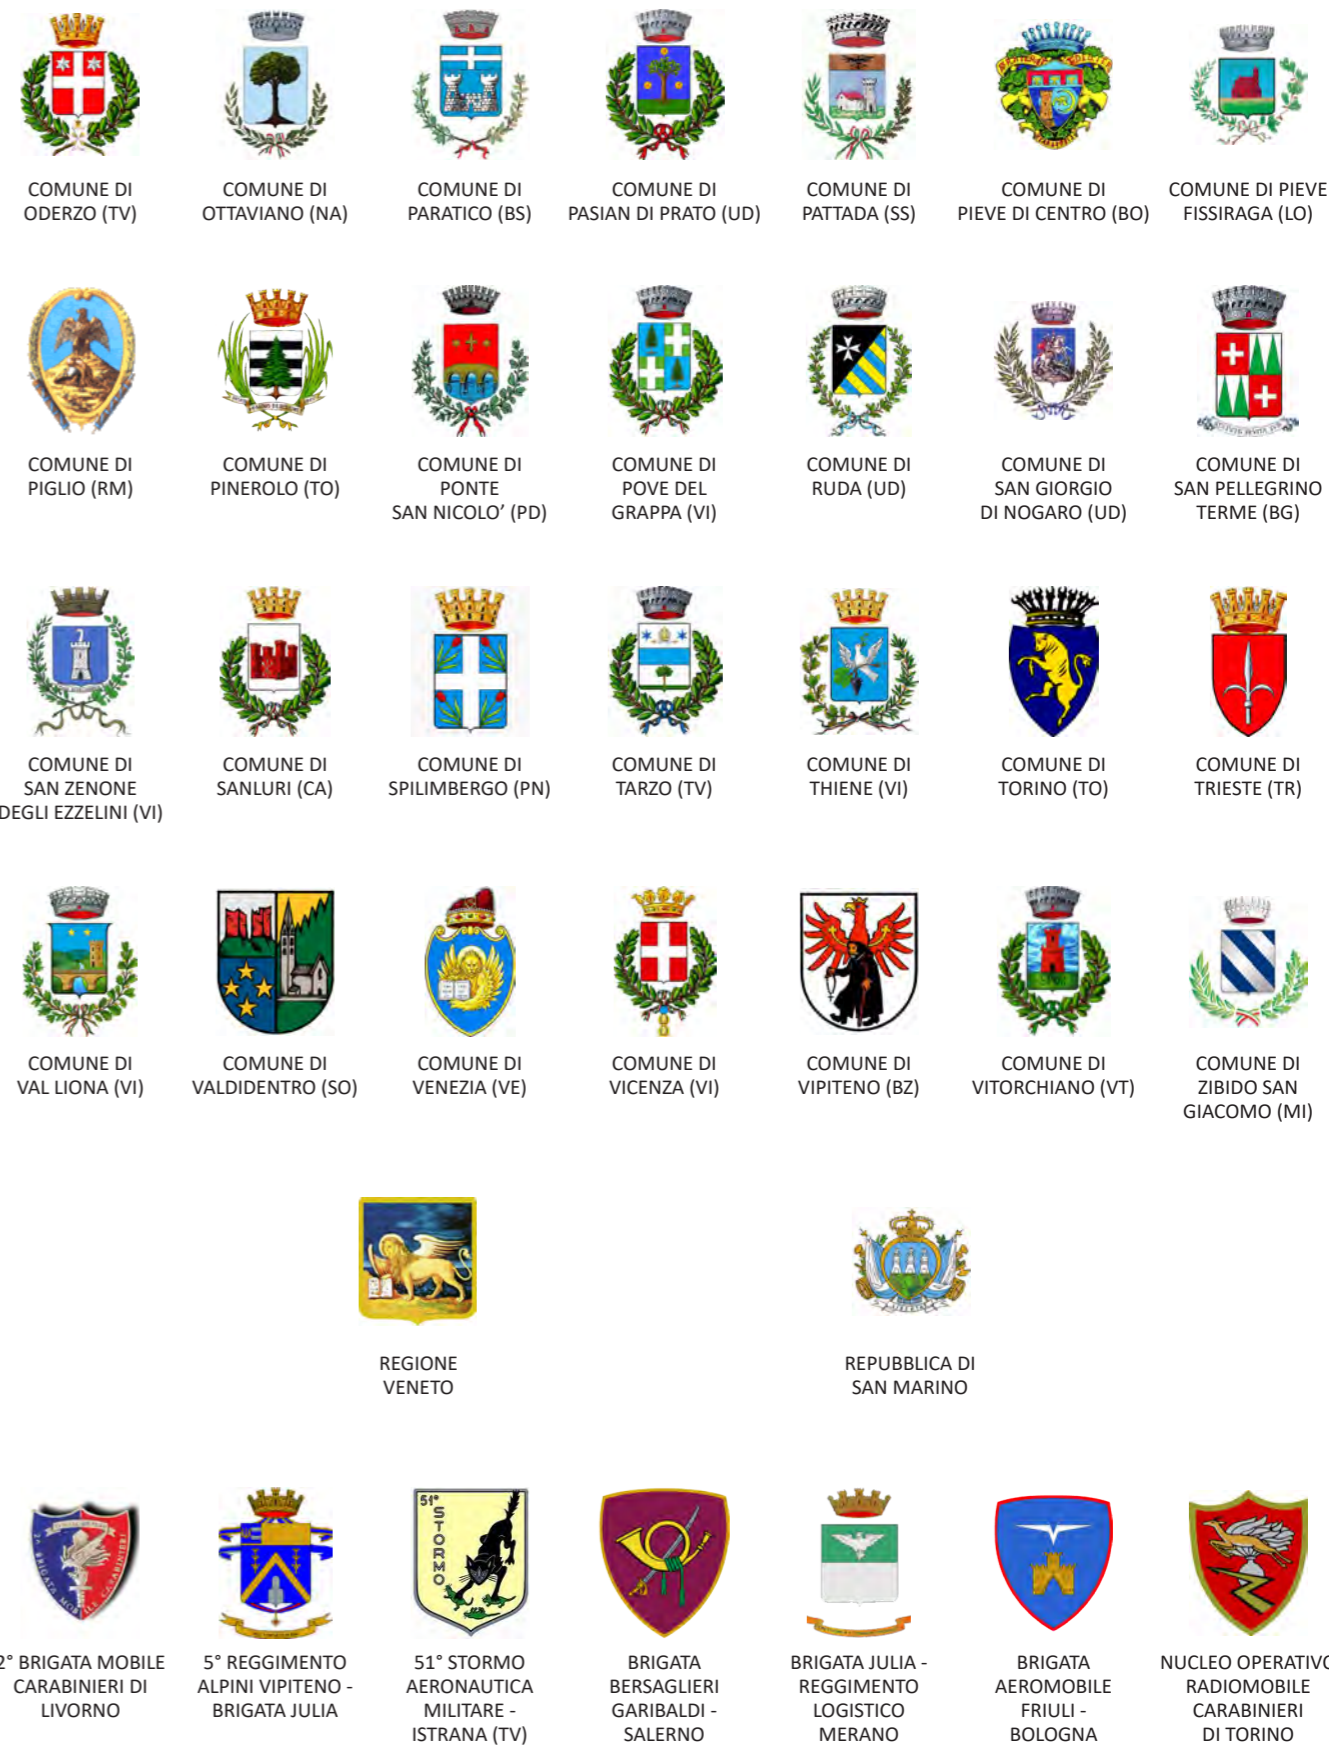 COMUNE DI
ODERZO (TV)
COMUNE DI
OTTAVIANO (NA)
COMUNE DI
PARATICO (BS)
COMUNE DI
PASIAN DI PRATO (UD)
COMUNE DI
PATTADA (SS)
COMUNE DI
PIEVE DI CENTRO (BO)
COMUNE DI PIEVE
FISSIRAGA (LO)
COMUNE DI
PIGLIO (RM)
COMUNE DI
PINEROLO (TO)
COMUNE DI
PONTE
SAN NICOLO’ (PD)
COMUNE DI
POVE DEL
GRAPPA (VI)
COMUNE DI
RUDA (UD)
COMUNE DI
SAN GIORGIO
DI NOGARO (UD)
COMUNE DI
SAN PELLEGRINO
TERME (BG)
COMUNE DI
SAN ZENONE
DEGLI EZZELINI (VI)
COMUNE DI
SANLURI (CA)
COMUNE DI
SPILIMBERGO (PN)
COMUNE DI
TARZO (TV)
COMUNE DI
THIENE (VI)
COMUNE DI
TORINO (TO)
COMUNE DI
TRIESTE (TR)
COMUNE DI
VAL LIONA (VI)
COMUNE DI
VALDIDENTRO (SO)
COMUNE DI
VENEZIA (VE)
COMUNE DI
VICENZA (VI)
COMUNE DI
VIPITENO (BZ)
COMUNE DI
VITORCHIANO (VT)
COMUNE DI
ZIBIDO SAN
GIACOMO (MI)
REGIONE
VENETO
REPUBBLICA DI
SAN MARINO
2ᴬ BRIGATA MOBILE CARABINIERI
2° BRIGATA MOBILE
CARABINIERI DI
LIVORNO
5° REGGIMENTO
ALPINI VIPITENO -
BRIGATA JULIA
51° STORMO
51° STORMO
AERONAUTICA
MILITARE -
ISTRANA (TV)
BRIGATA
BERSAGLIERI
GARIBALDI -
SALERNO
BRIGATA JULIA -
REGGIMENTO
LOGISTICO
MERANO
BRIGATA
AEROMOBILE
FRIULI -
BOLOGNA
NUCLEO OPERATIVO
RADIOMOBILE
CARABINIERI
DI TORINO